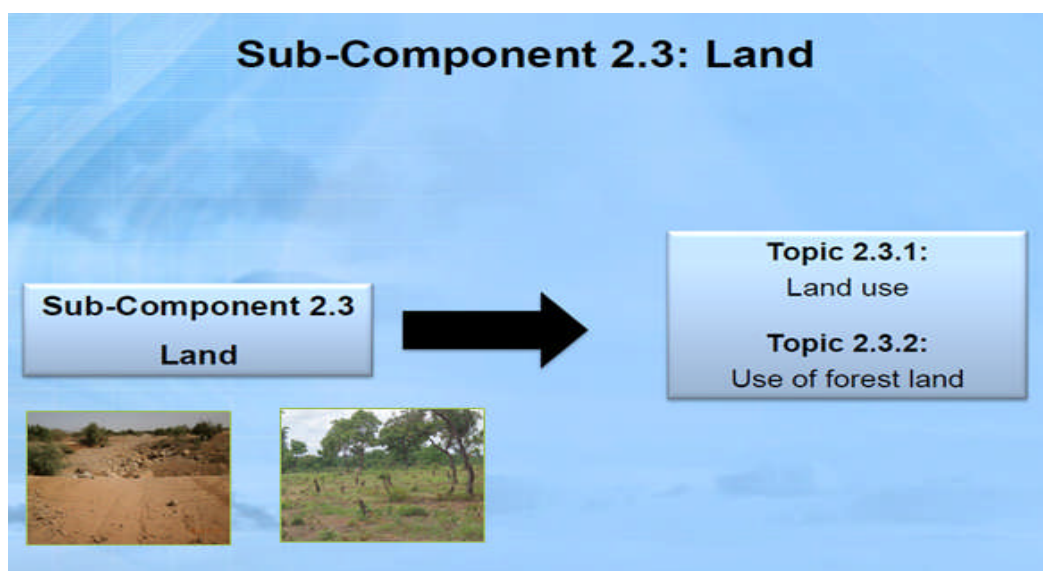 Sub-Component 2.3: Land
Sub-Component 2.3
Land
Topic 2.3.1:
Land use
Topic 2.3.2:
Use of forest land